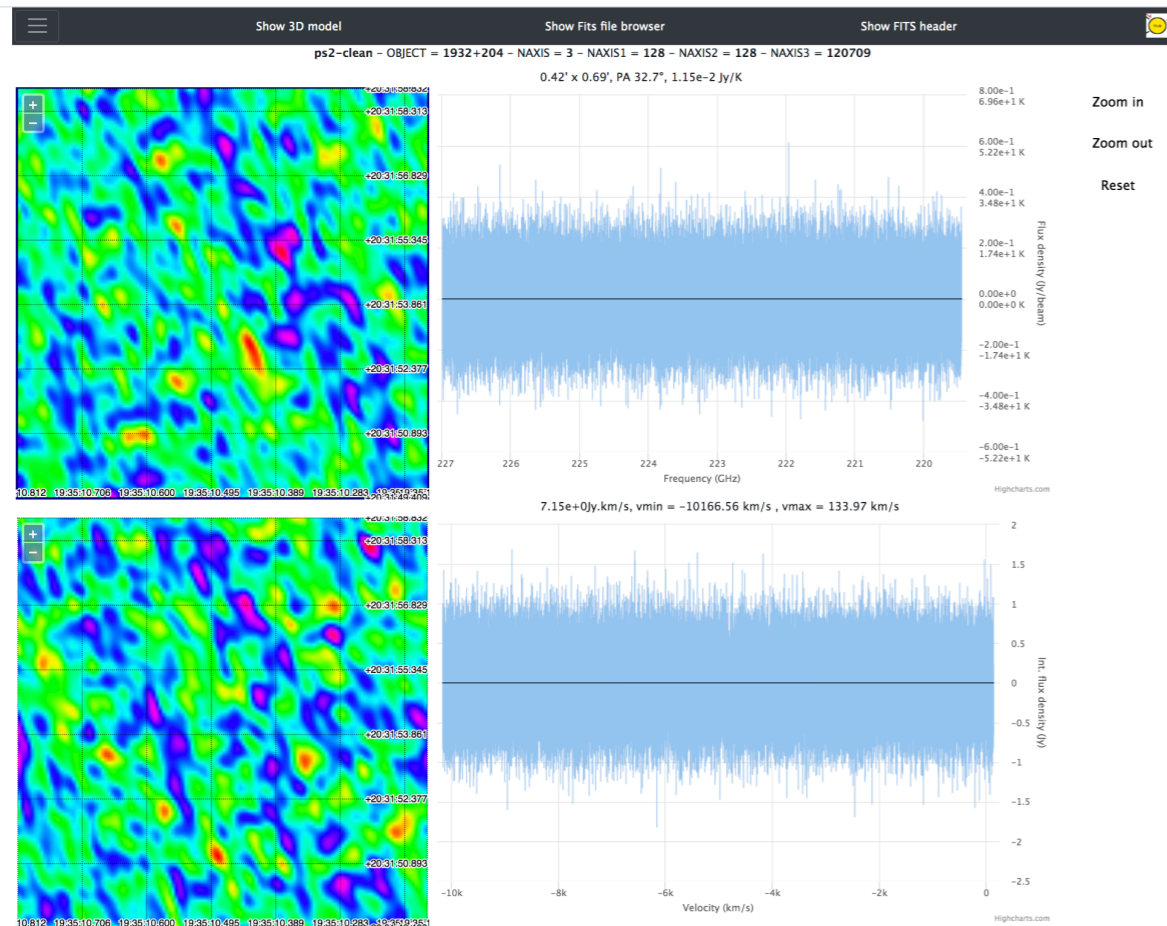 Show 3D model Show Fits file browser Show FITS header
ps2-clean – OBJECT = 1932+204 – NAXIS = 3 – NAXIS1 = 128 – NAXIS2 = 128 – NAXIS3 = 120709
0.42' x 0.69', PA 32.7°, 1.15e-2 Jy/K
+
−
+20:31:58.832
+20:31:58.313
+20:31:56.829
+20:31:55.345
+20:31:53.861
+20:31:52.377
+20:31:50.893
+20:31:49.409
10.812 19:35:10.706 19:35:10.600 19:35:10.495 19:35:10.389 19:35:10.283
8.00e−1
6.96e+1 K
6.00e−1
5.22e+1 K
4.00e−1
3.48e+1 K
2.00e−1
1.74e+1 K
0.00e+0
0.00e+0 K
−2.00e−1
−1.74e+1 K
−4.00e−1
−3.48e+1 K
−6.00e−1
−5.22e+1 K
Flux density (Jy/beam)
227 226 225 224 223 222 221 220
Frequency (GHz)
Highcharts.com
Zoom in
Zoom out
Reset
7.15e+0Jy.km/s, vmin = −10166.56 km/s , vmax = 133.97 km/s
+
−
+20:31:58.832
+20:31:58.313
+20:31:56.829
+20:31:55.345
+20:31:53.861
+20:31:52.377
+20:31:50.893
10.812 19:35:10.706 19:35:10.600 19:35:10.495 19:35:10.389 19:35:10.283
2
1.5
1
0.5
0
−0.5
−1
−1.5
−2
−2.5
Int. flux density (Jy)
−10k −8k −6k −4k −2k 0
Velocity (km/s)
Highcharts.com